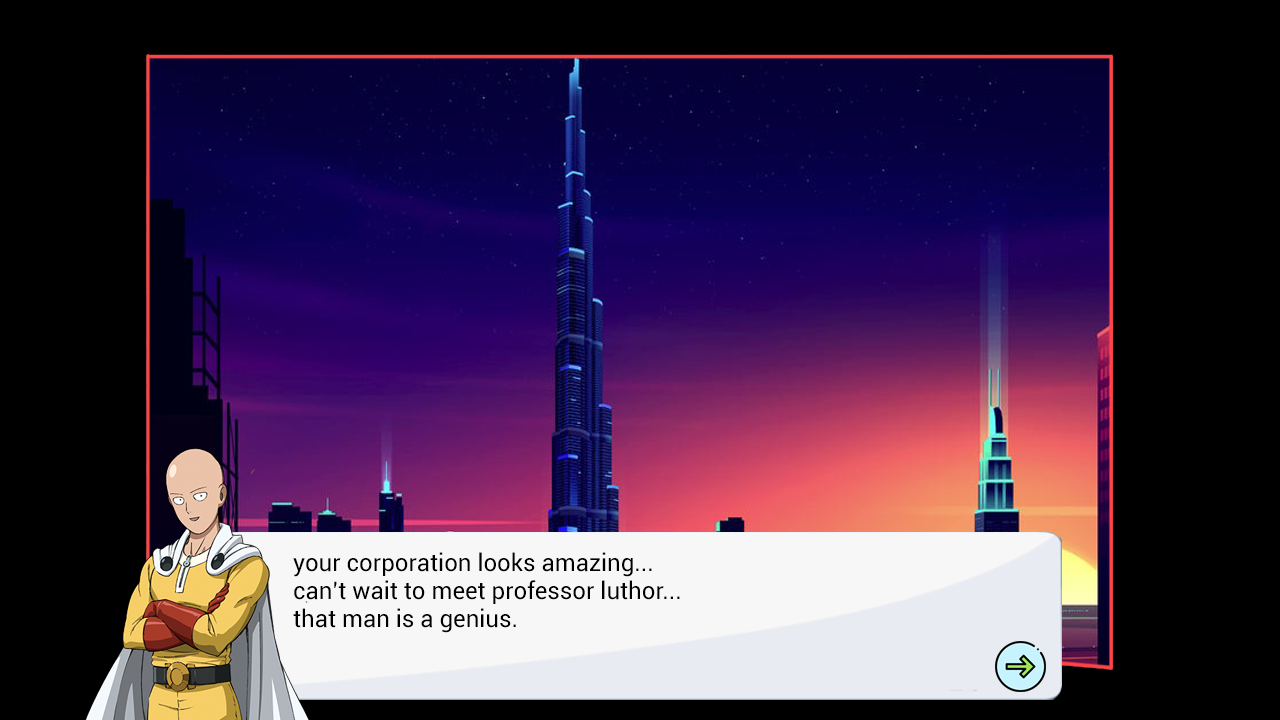 your corporation looks amazing...
can't wait to meet professor luthor...
that man is a genius.